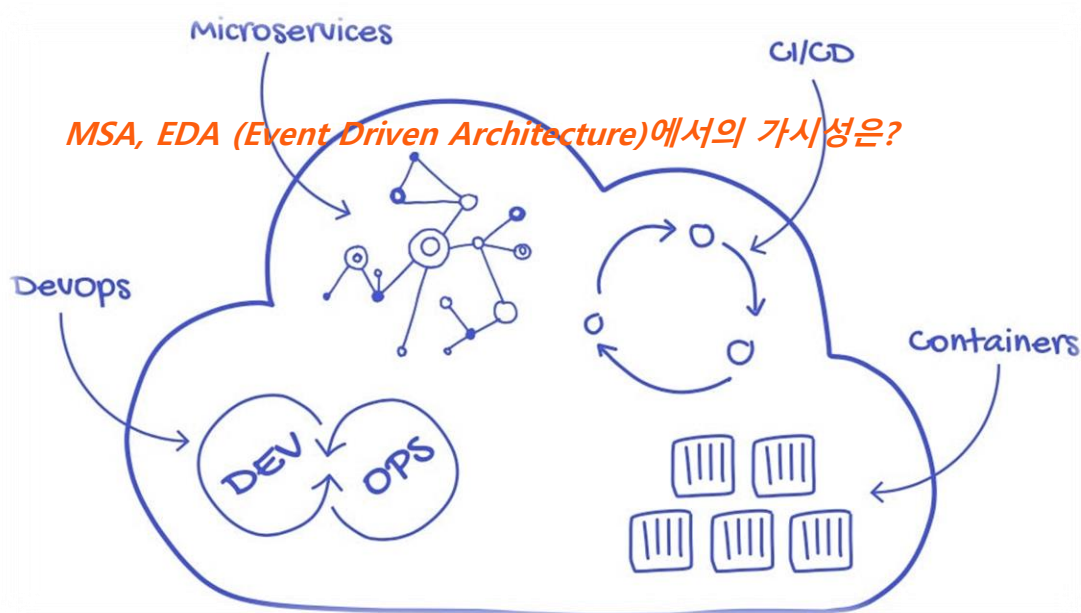 Microservices
CI/CD
MSA, EDA (Event Driven Architecture)에서의 가시성은?
DevOps
Containers
DEV
OPS